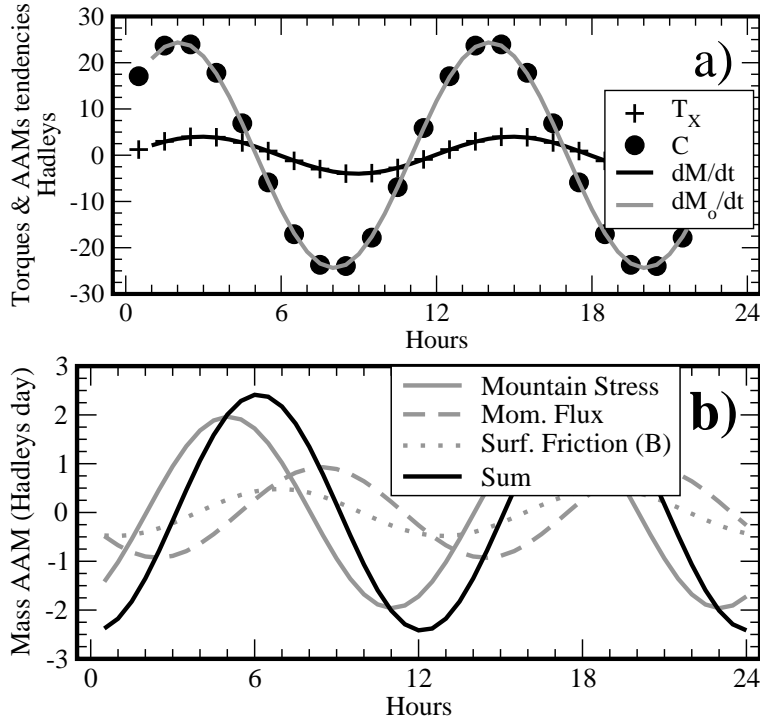 Torques & AAMs tendencies
Hadleys
30
20
10
0
-10
-20
-30
a)
T_X
C
dM/dt
dM_o/dt
0 6 12 18 24
Hours
Mass AAM (Hadleys day)
3
2
1
0
-1
-2
-3
b)
Mountain Stress
Mom. Flux
Surf. Friction (B)
Sum
0 6 12 18 24
Hours